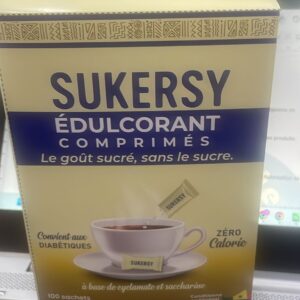 SUKERSY
ÉDULCORANT
COMPRIMÉS
Le goût sucré, sans le sucre.
SUKERSY
Convient aux
DIABÉTIQUES
ZÉRO
Calorie
SUKERSY
à base de cyclamate et saccharine
100 sachets